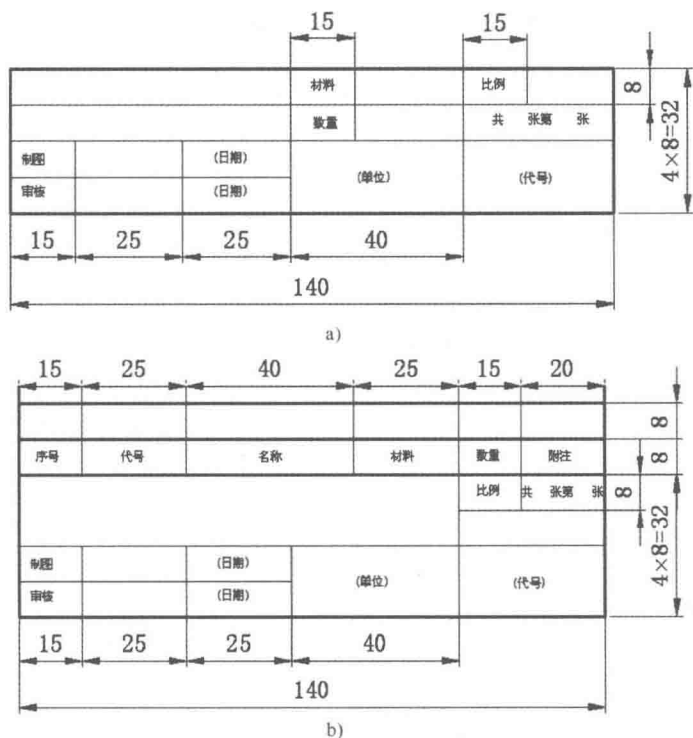 15 15
材料 比例 8
数量 共 张第 张 4×8=32
制图 (日期)
(单位) (代号)
审核 (日期)
15 25 25 40
140
a)
15 25 40 25 15 20
8
序号 代号 名称 材料 数量 附注 8
比例 共 张第 张 8
4×8=32
制图 (日期)
(单位) (代号)
审核 (日期)
15 25 25 40
140
b)